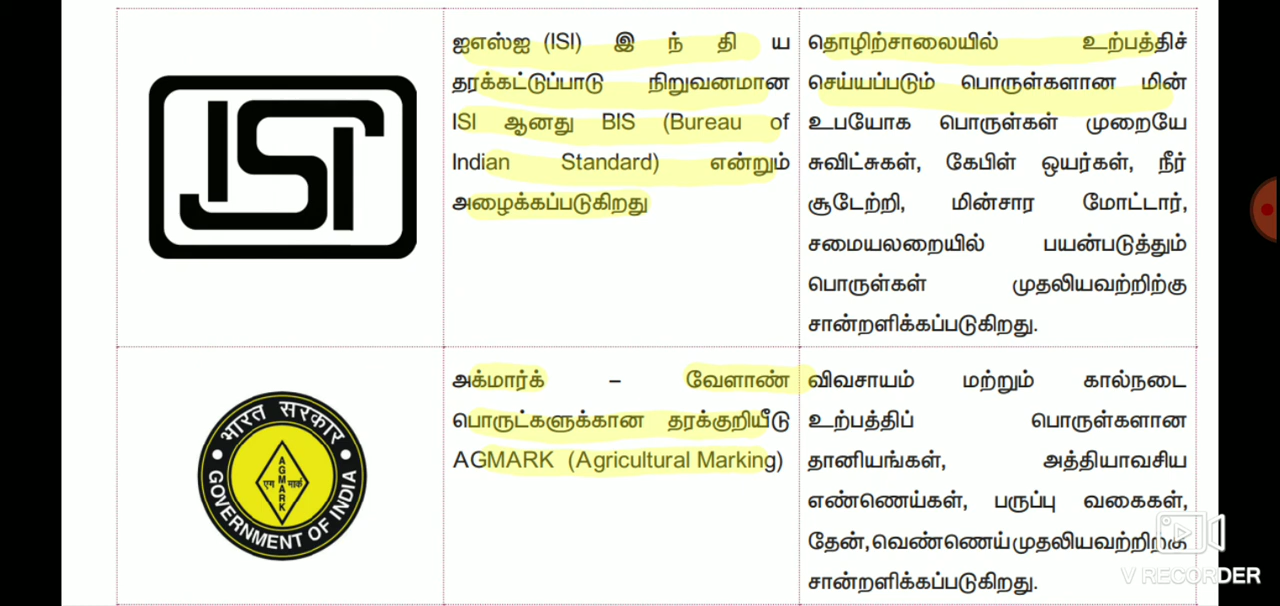 ISI
ஐஎஸ்ஐ (ISI) இ ந் தி ய
தரக்கட்டுப்பாடு நிறுவனமான
ISI ஆனது BIS (Bureau of
Indian Standard) என்றும்
அழைக்கப்படுகிறது
தொழிற்சாலையில் உற்பத்திச்
செய்யப்படும் பொருள்களான மின்
உபயோக பொருள்கள் முறையே
சுவிட்சுகள், கேபிள் ஒயர்கள், நீர்
சூடேற்றி, மின்சார மோட்டார்,
சமையலறையில் பயன்படுத்தும்
பொருள்கள் முதலியவற்றிற்கு
சான்றளிக்கப்படுகிறது.
भारत सरकार
AGMARK
एग मार्क
GOVERNMENT OF INDIA
அக்மார்க் – வேளாண்
பொருட்களுக்கான தரக்குறியீடு
AGMARK (Agricultural Marking)
விவசாயம் மற்றும் கால்நடை
உற்பத்திப் பொருள்களான
தானியங்கள், அத்தியாவசிய
எண்ணெய்கள், பருப்பு வகைகள்,
தேன், வெண்ணெய் முதலியவற்றிற்கு
சான்றளிக்கப்படுகிறது.
V RECORDER